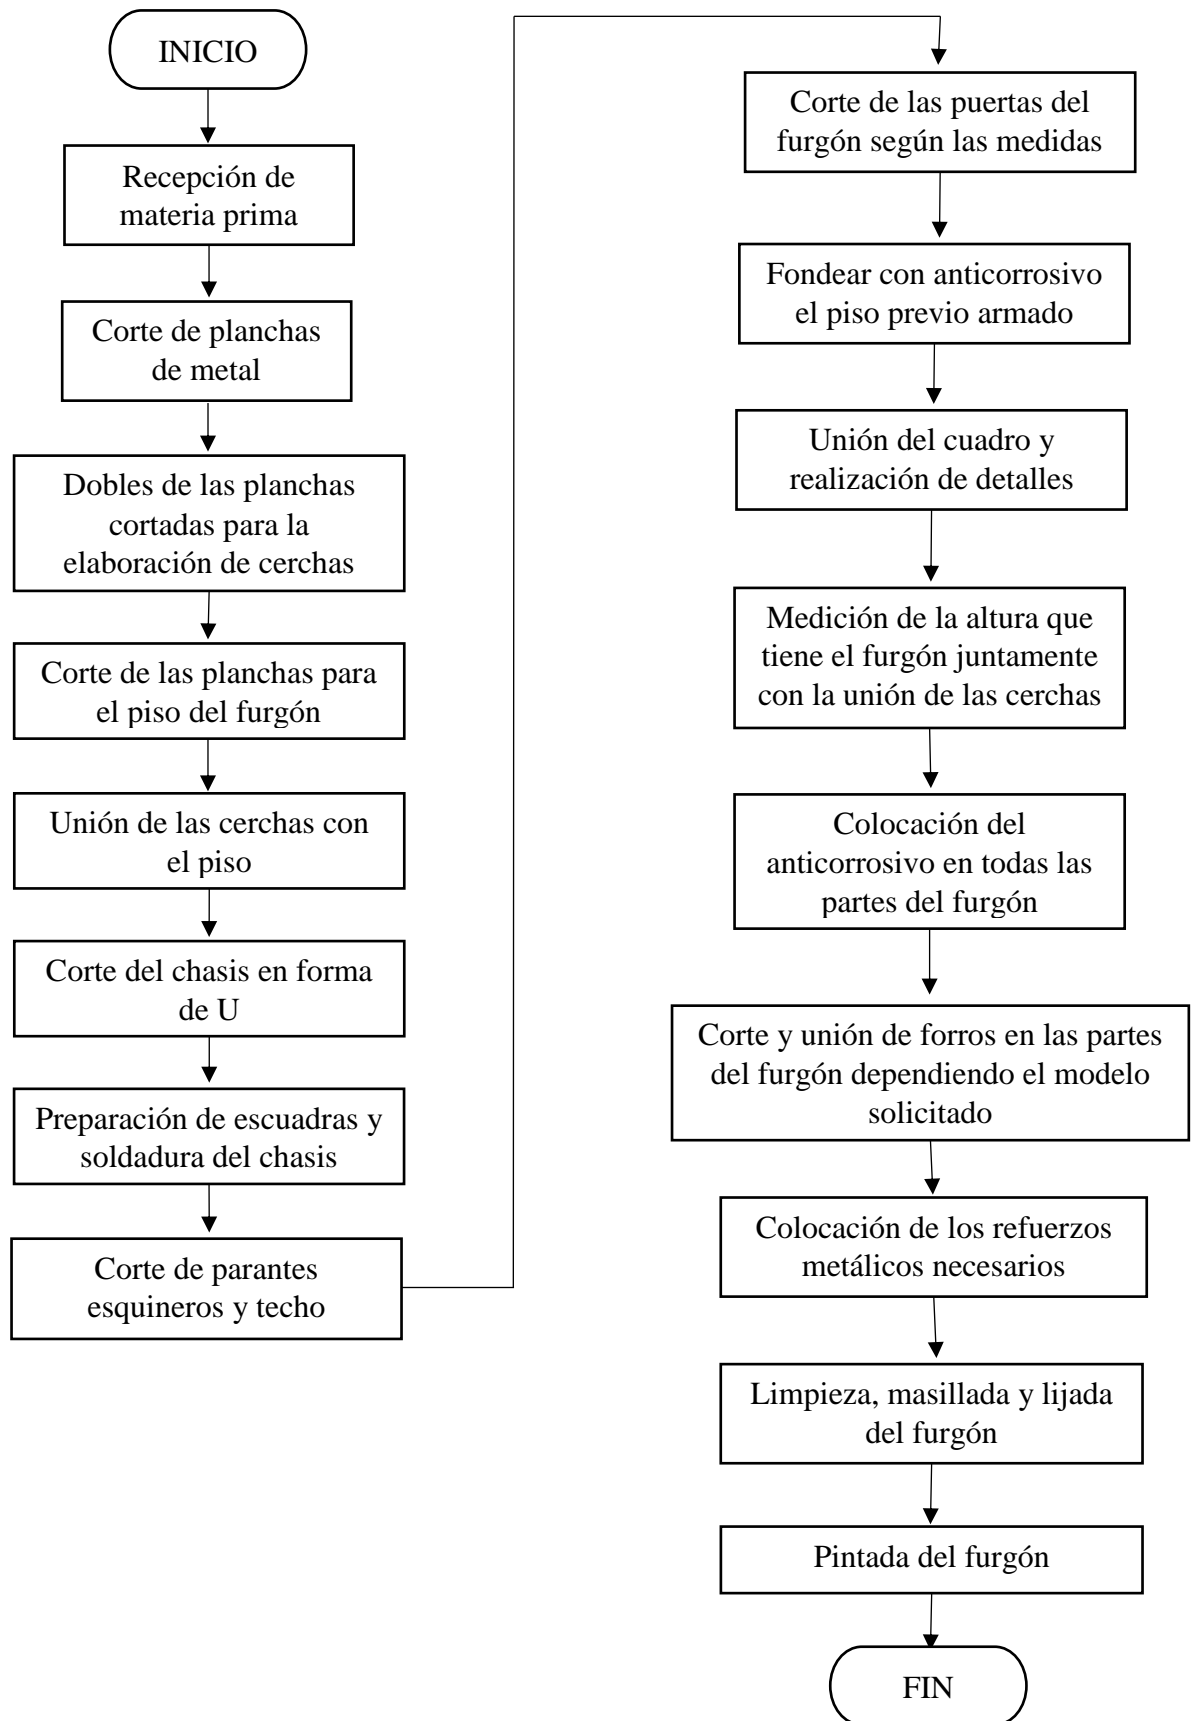 INICIO
Recepción de
materia prima
Corte de planchas
de metal
Dobles de las planchas
cortadas para la
elaboración de cerchas
Corte de las planchas para
el piso del furgón
Unión de las cerchas con
el piso
Corte del chasis en forma
de U
Preparación de escuadras y
soldadura del chasis
Corte de parantes
esquineros y techo
Corte de las puertas del
furgón según las medidas
Fondear con anticorrosivo
el piso previo armado
Unión del cuadro y
realización de detalles
Medición de la altura que
tiene el furgón juntamente
con la unión de las cerchas
Colocación del
anticorrosivo en todas las
partes del furgón
Corte y unión de forros en las partes
del furgón dependiendo el modelo
solicitado
Colocación de los refuerzos
metálicos necesarios
Limpieza, masillada y lijada
del furgón
Pintada del furgón
FIN